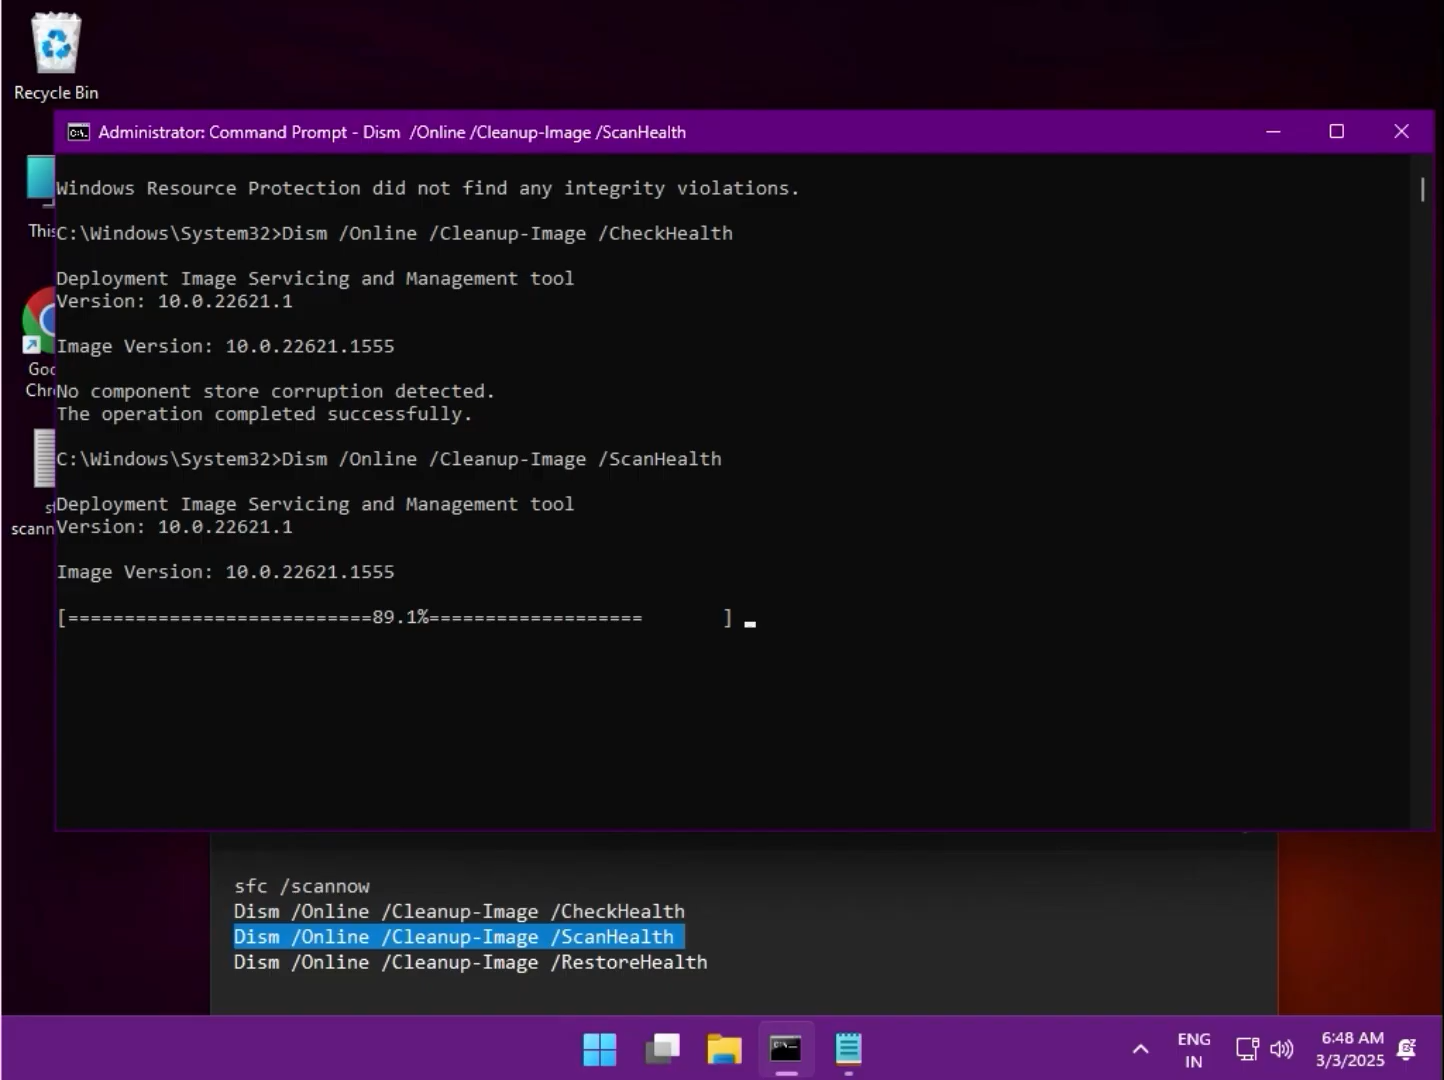 Recycle Bin
Administrator: Command Prompt - Dism  /Online /Cleanup-Image /ScanHealth
Windows Resource Protection did not find any integrity violations.
This
C:\Windows\System32>Dism /Online /Cleanup-Image /CheckHealth
Deployment Image Servicing and Management tool
Version: 10.0.22621.1
Image Version: 10.0.22621.1555
Goo
Chr
No component store corruption detected.
The operation completed successfully.
C:\Windows\System32>Dism /Online /Cleanup-Image /ScanHealth
Deployment Image Servicing and Management tool
scann
Version: 10.0.22621.1
Image Version: 10.0.22621.1555
[===========================89.1%===================       ]
sfc /scannow
Dism /Online /Cleanup-Image /CheckHealth
Dism /Online /Cleanup-Image /ScanHealth
Dism /Online /Cleanup-Image /RestoreHealth
ENG
IN
6:48 AM
3/3/2025